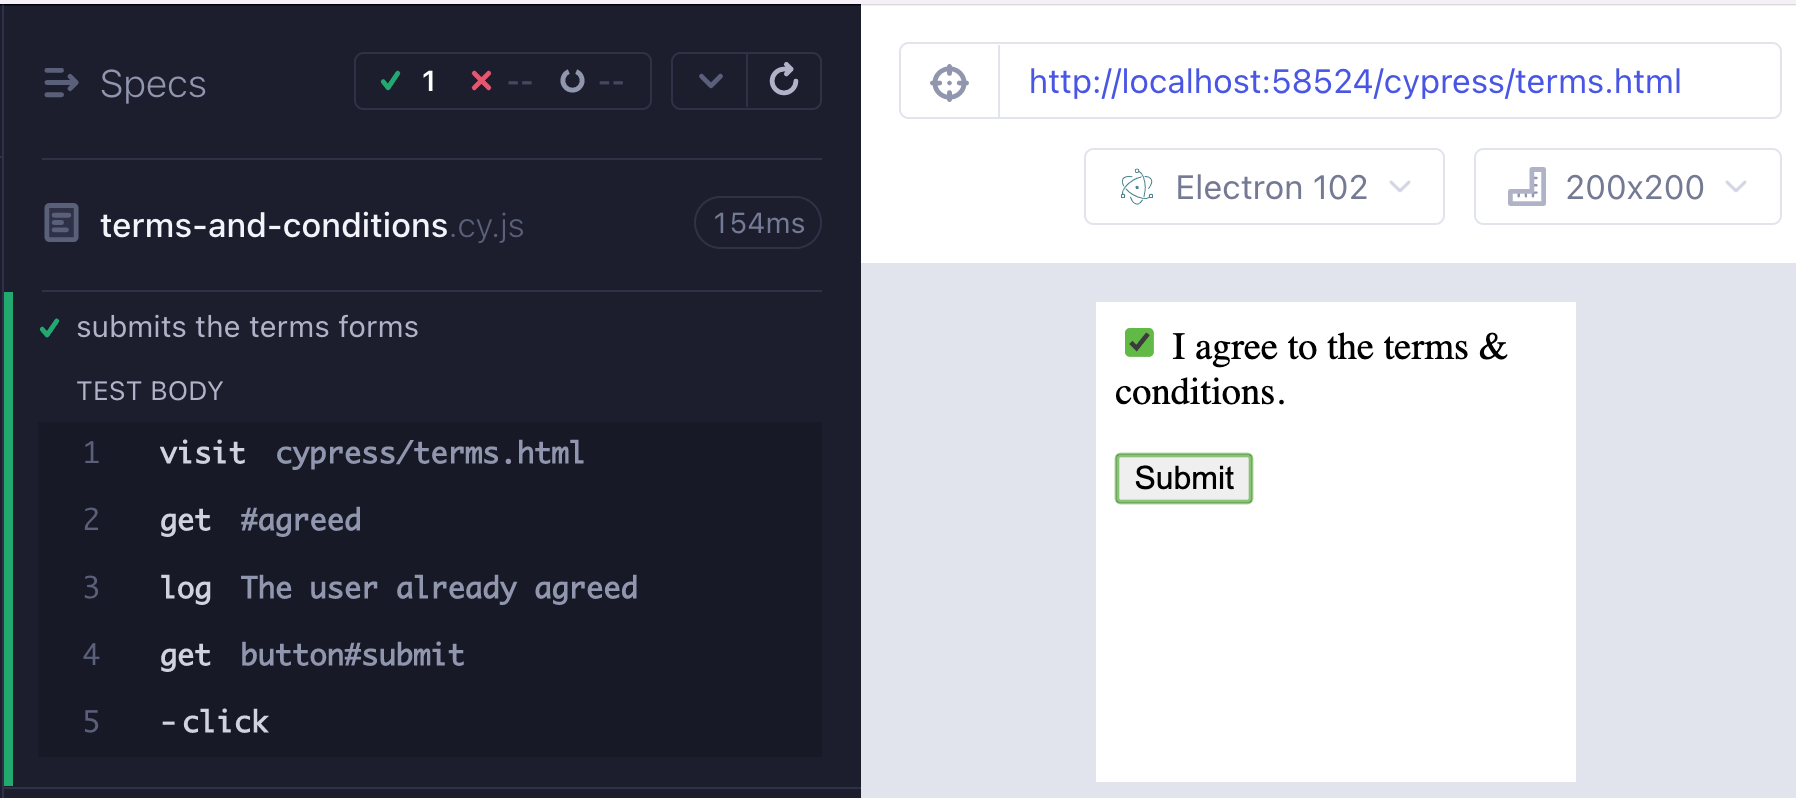 Specs
1 -- --
terms-and-conditions.cy.js
154ms
submits the terms forms
TEST BODY
1 visit cypress/terms.html
2 get #agreed
3 log The user already agreed
4 get button#submit
5 -click
http://localhost:58524/cypress/terms.html
Electron 102
200x200
I agree to the terms &
conditions.
Submit